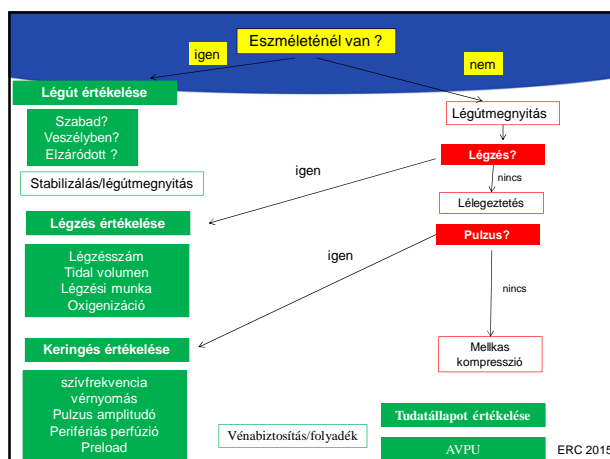 Eszméleténél van ?
igen
nem
Légút értékelése
Szabad?
Veszélyben?
Elzáródott ?
Stabilizálás/légútmegnyitás
Légútmegnyitás
Légzés?
igen
nincs
Lélegeztetés
Légzés értékelése
Légzésszám
Tidal volumen
Légzési munka
Oxigenizáció
Pulzus?
igen
nincs
Mellkas
kompresszió
Keringés értékelése
szívfrekvencia
vérnyomás
Pulzus amplitudó
Perifériás perfúzió
Preload
Vénabiztosítás/folyadék
Tudatállapot értékelése
AVPU
ERC 2015